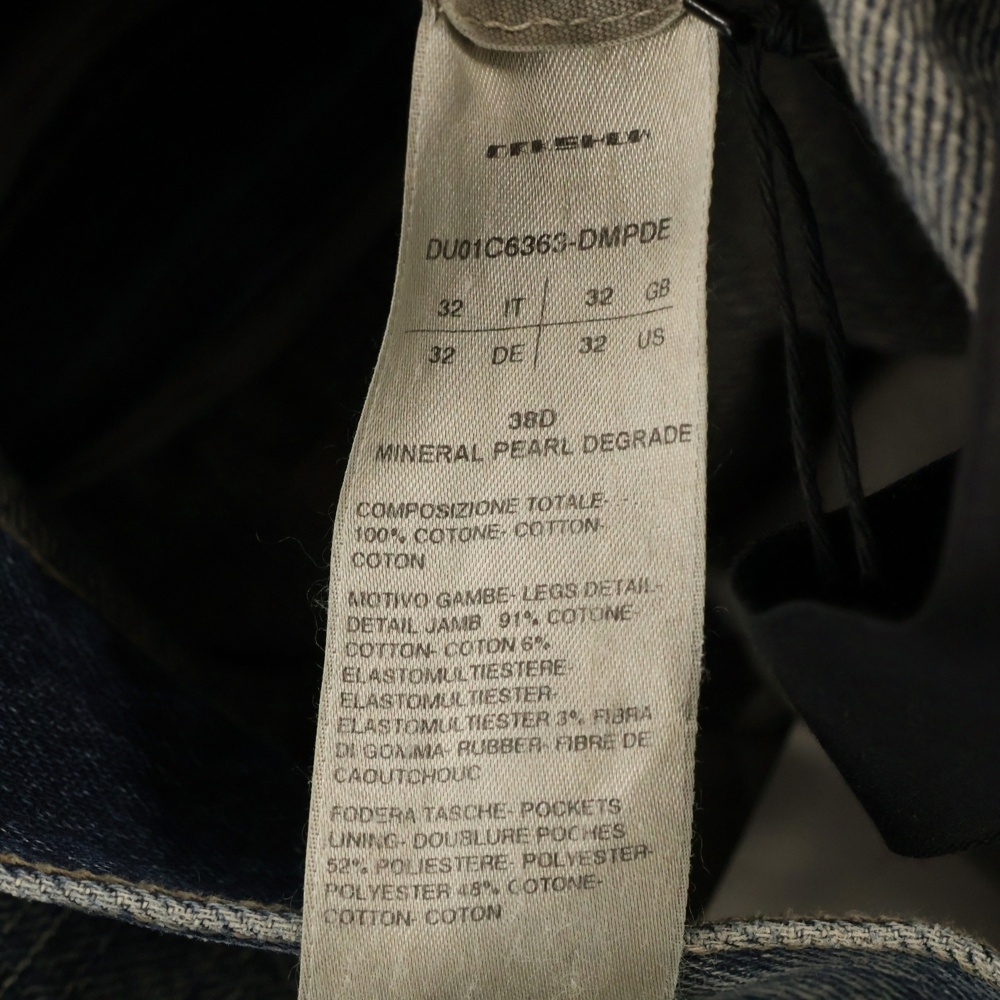 DRKSHDW
DU01C6363-DMPDE
32 IT 32 GB
32 DE 32 US
38D
MINERAL PEARL DEGRADE
COMPOSIZIONE TOTALE-
100% COTONE- COTTON-
COTON
MOTIVO GAMBE- LEGS DETAIL-
DETAIL JAMB 91% COTONE-
COTTON- COTON 6%
ELASTOMULTIESTERE-
ELASTOMULTIESTER-
ELASTOMULTIESTER 3% FIBRA
DI GOMMA- RUBBER- FIBRE DE
CAOUTCHOUC
FODERA TASCHE- POCKETS
LINING- DOUBLURE POCHES
52% POLIESTERE- POLYESTER-
POLYESTER 48% COTONE-
COTTON- COTON